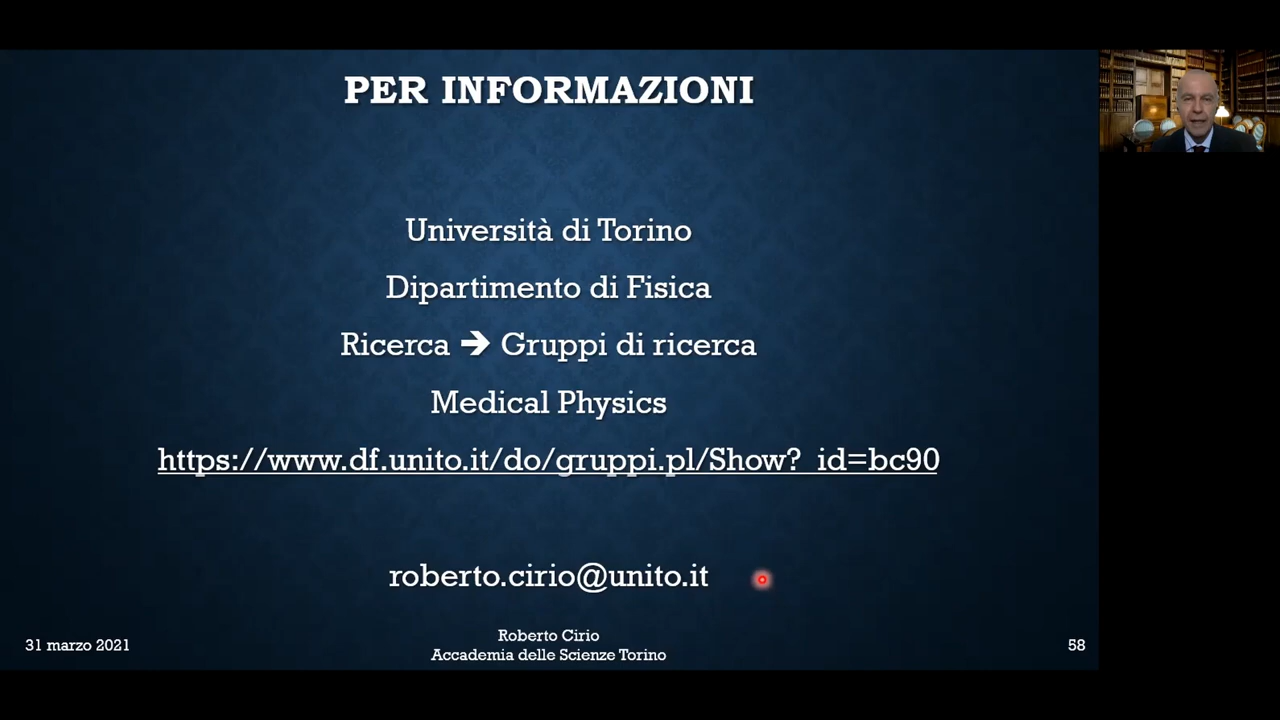 PER INFORMAZIONI
Università di Torino
Dipartimento di Fisica
Ricerca ➔ Gruppi di ricerca
Medical Physics
https://www.df.unito.it/do/gruppi.pl/Show?_id=bc90
roberto.cirio@unito.it
31 marzo 2021
Roberto Cirio
Accademia delle Scienze Torino
58